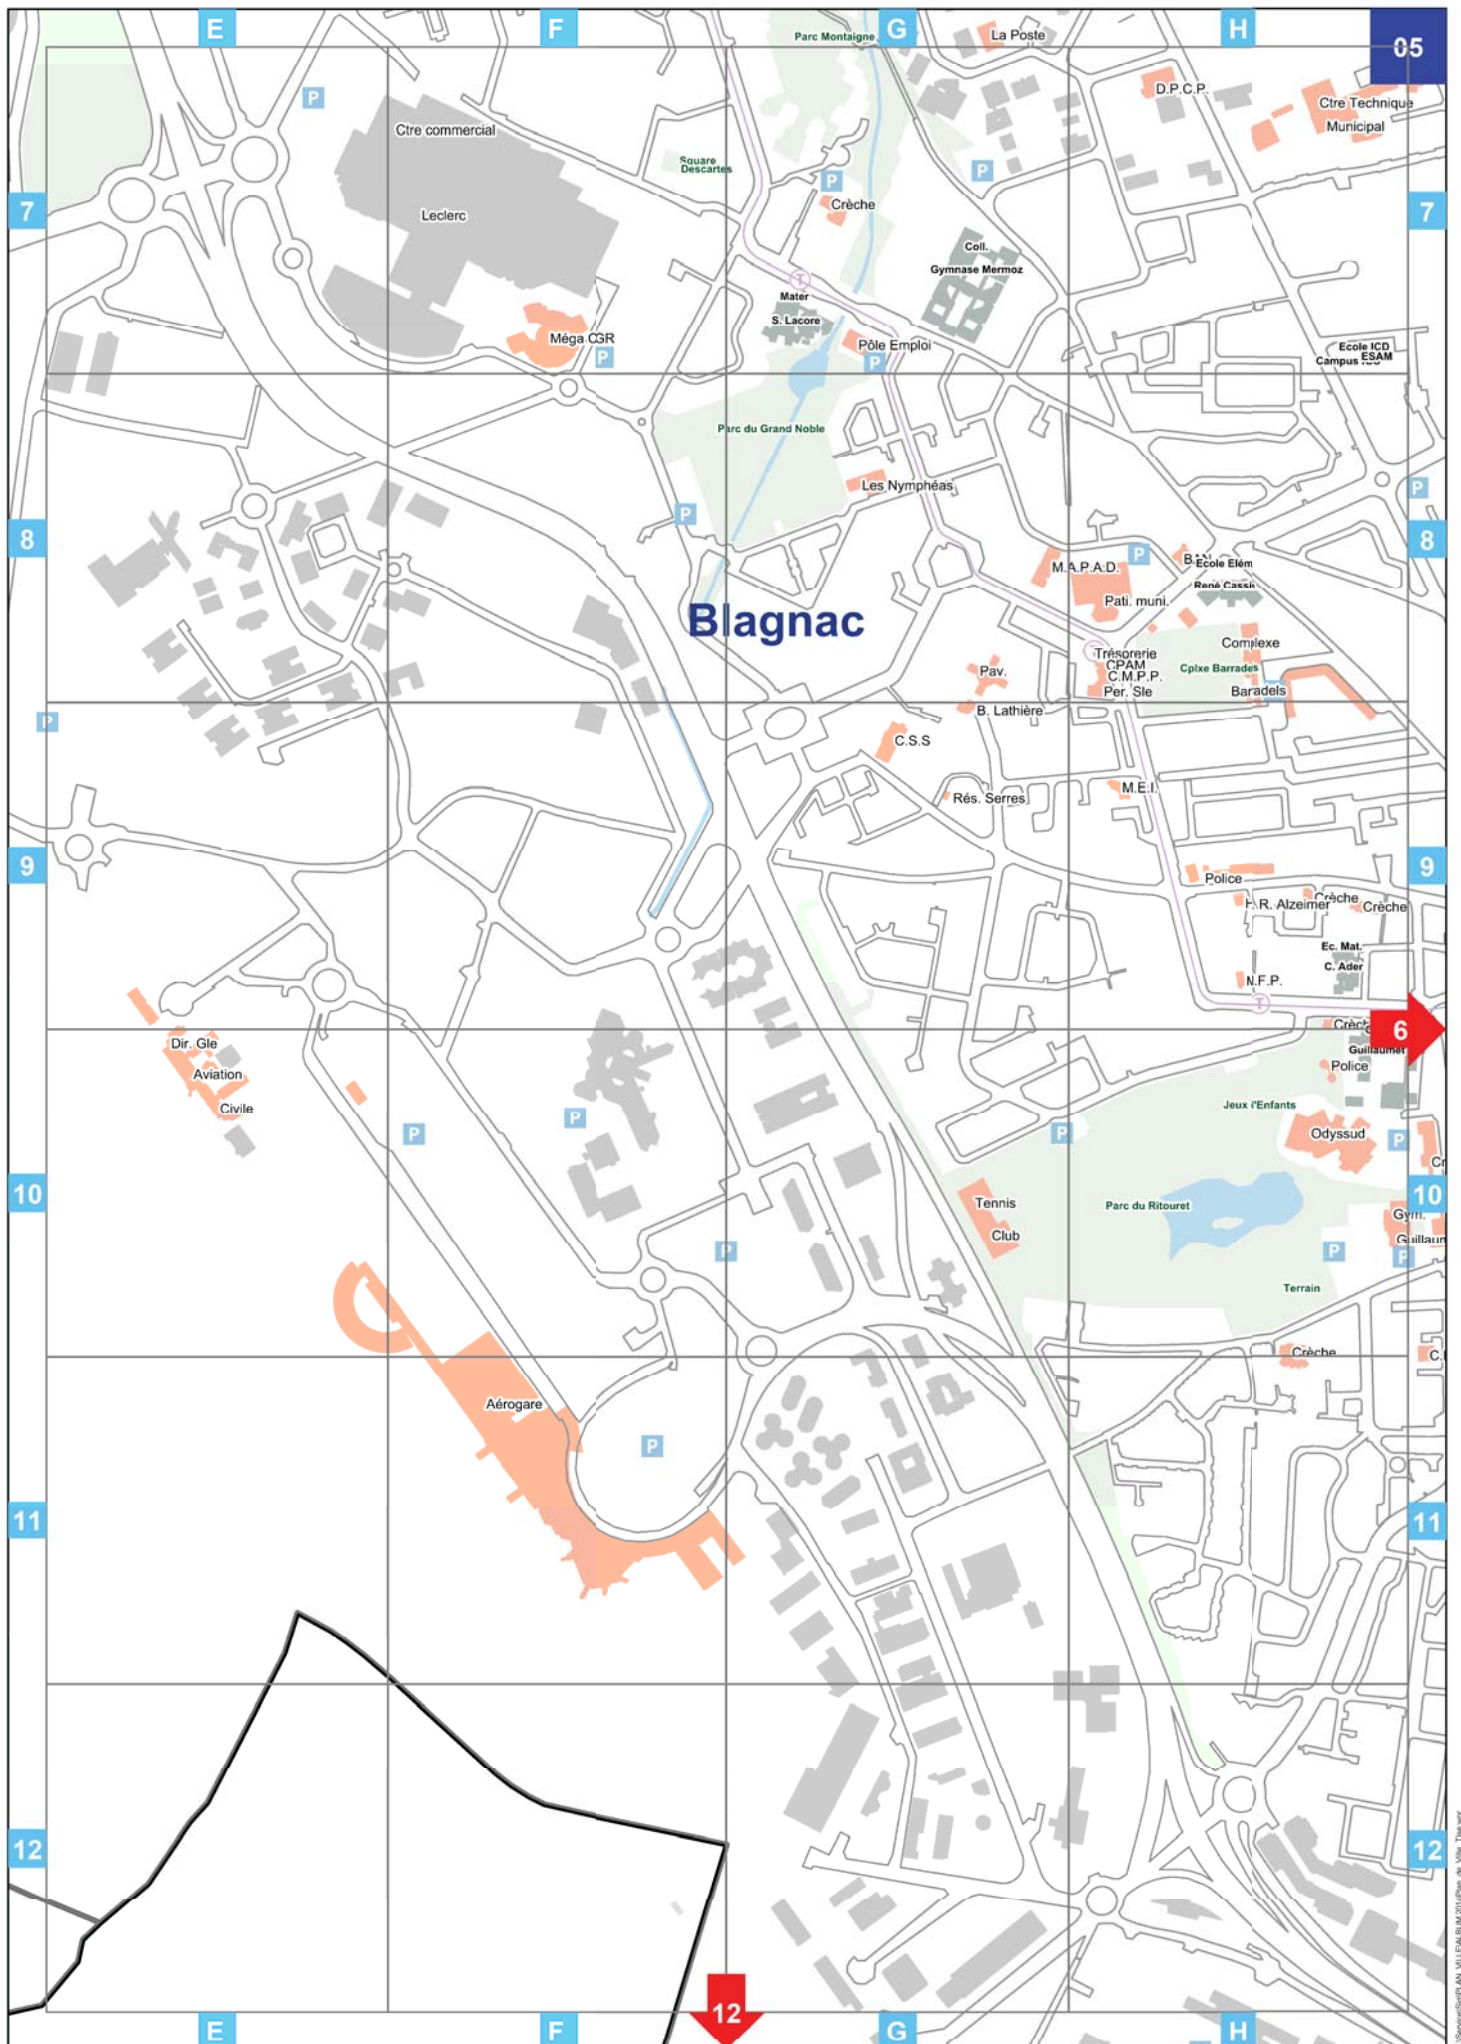 E
F
G
H
05
Parc Montaigne
La Poste
P
D.P.C.P.
Ctre Technique
Municipal
Ctre commercial
Square
Descartes
P
P
7
Leclerc
Crèche
7
Coll.
Gymnase Mermoz
T
Mater
S. Lacore
Méga CGR
P
Pôle Emploi
P
Ecole ICD
ESAM
Campus
Parc du Grand Noble
Les Nymphéas
P
P
8
P
8
M.A.P.A.D.
Ecole Elém
Pati. muni.
Blagnac
Complexe
Trésorerie
CPAM
C.M.P.P.
Per. Sle
Cplxe Barrades
Pav.
Baradels
P
B. Lathière
C.S.S
M.E.I.
Rés. Serres
9
Police
9
Crèche
Crèche
Ec. Mat.
C. Ader
T
6
Dir. Gle
Guillaumet
Aviation
Police
Civile
P
P
Jeux d'Enfants
P
Odyssud
P
10
Tennis
Club
Parc du Ritouret
10
Gym.
P
P
P
Terrain
Crèche
Aérogare
P
11
11
12
12
12
E
F
G
H